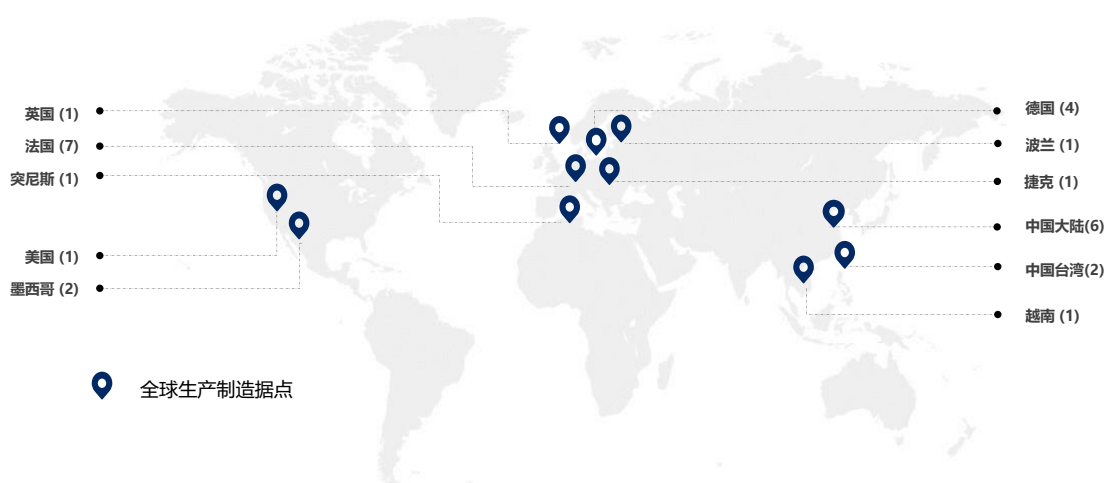 英国 (1)
法国 (7)
突尼斯 (1)
美国 (1)
墨西哥 (2)
德国 (4)
波兰 (1)
捷克 (1)
中国大陆(6)
中国台湾(2)
越南 (1)
全球生产制造据点